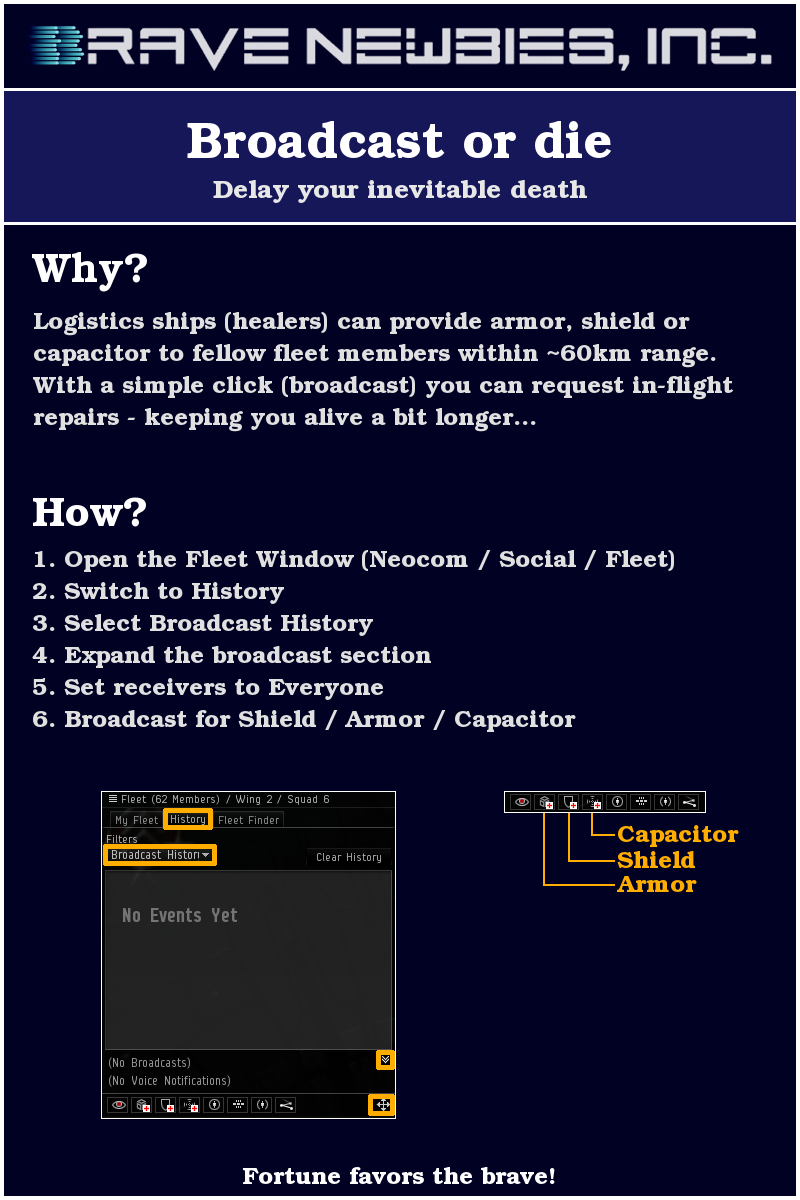 BRAVE NEWBIES, INC.
Broadcast or die
Delay your inevitable death
Why?
Logistics ships (healers) can provide armor, shield or
capacitor to fellow fleet members within ~60km range.
With a simple click (broadcast) you can request in-flight
repairs - keeping you alive a bit longer...
How?
1. Open the Fleet Window (Neocom / Social / Fleet)
2. Switch to History
3. Select Broadcast History
4. Expand the broadcast section
5. Set receivers to Everyone
6. Broadcast for Shield / Armor / Capacitor
Fleet (62 Members) / Wing 2 / Squad 6
My Fleet History Fleet Finder
Filters
Broadcast Histori
Clear History
No Events Yet
(No Broadcasts)
(No Voice Notifications)
Capacitor
Shield
Armor
Fortune favors the brave!